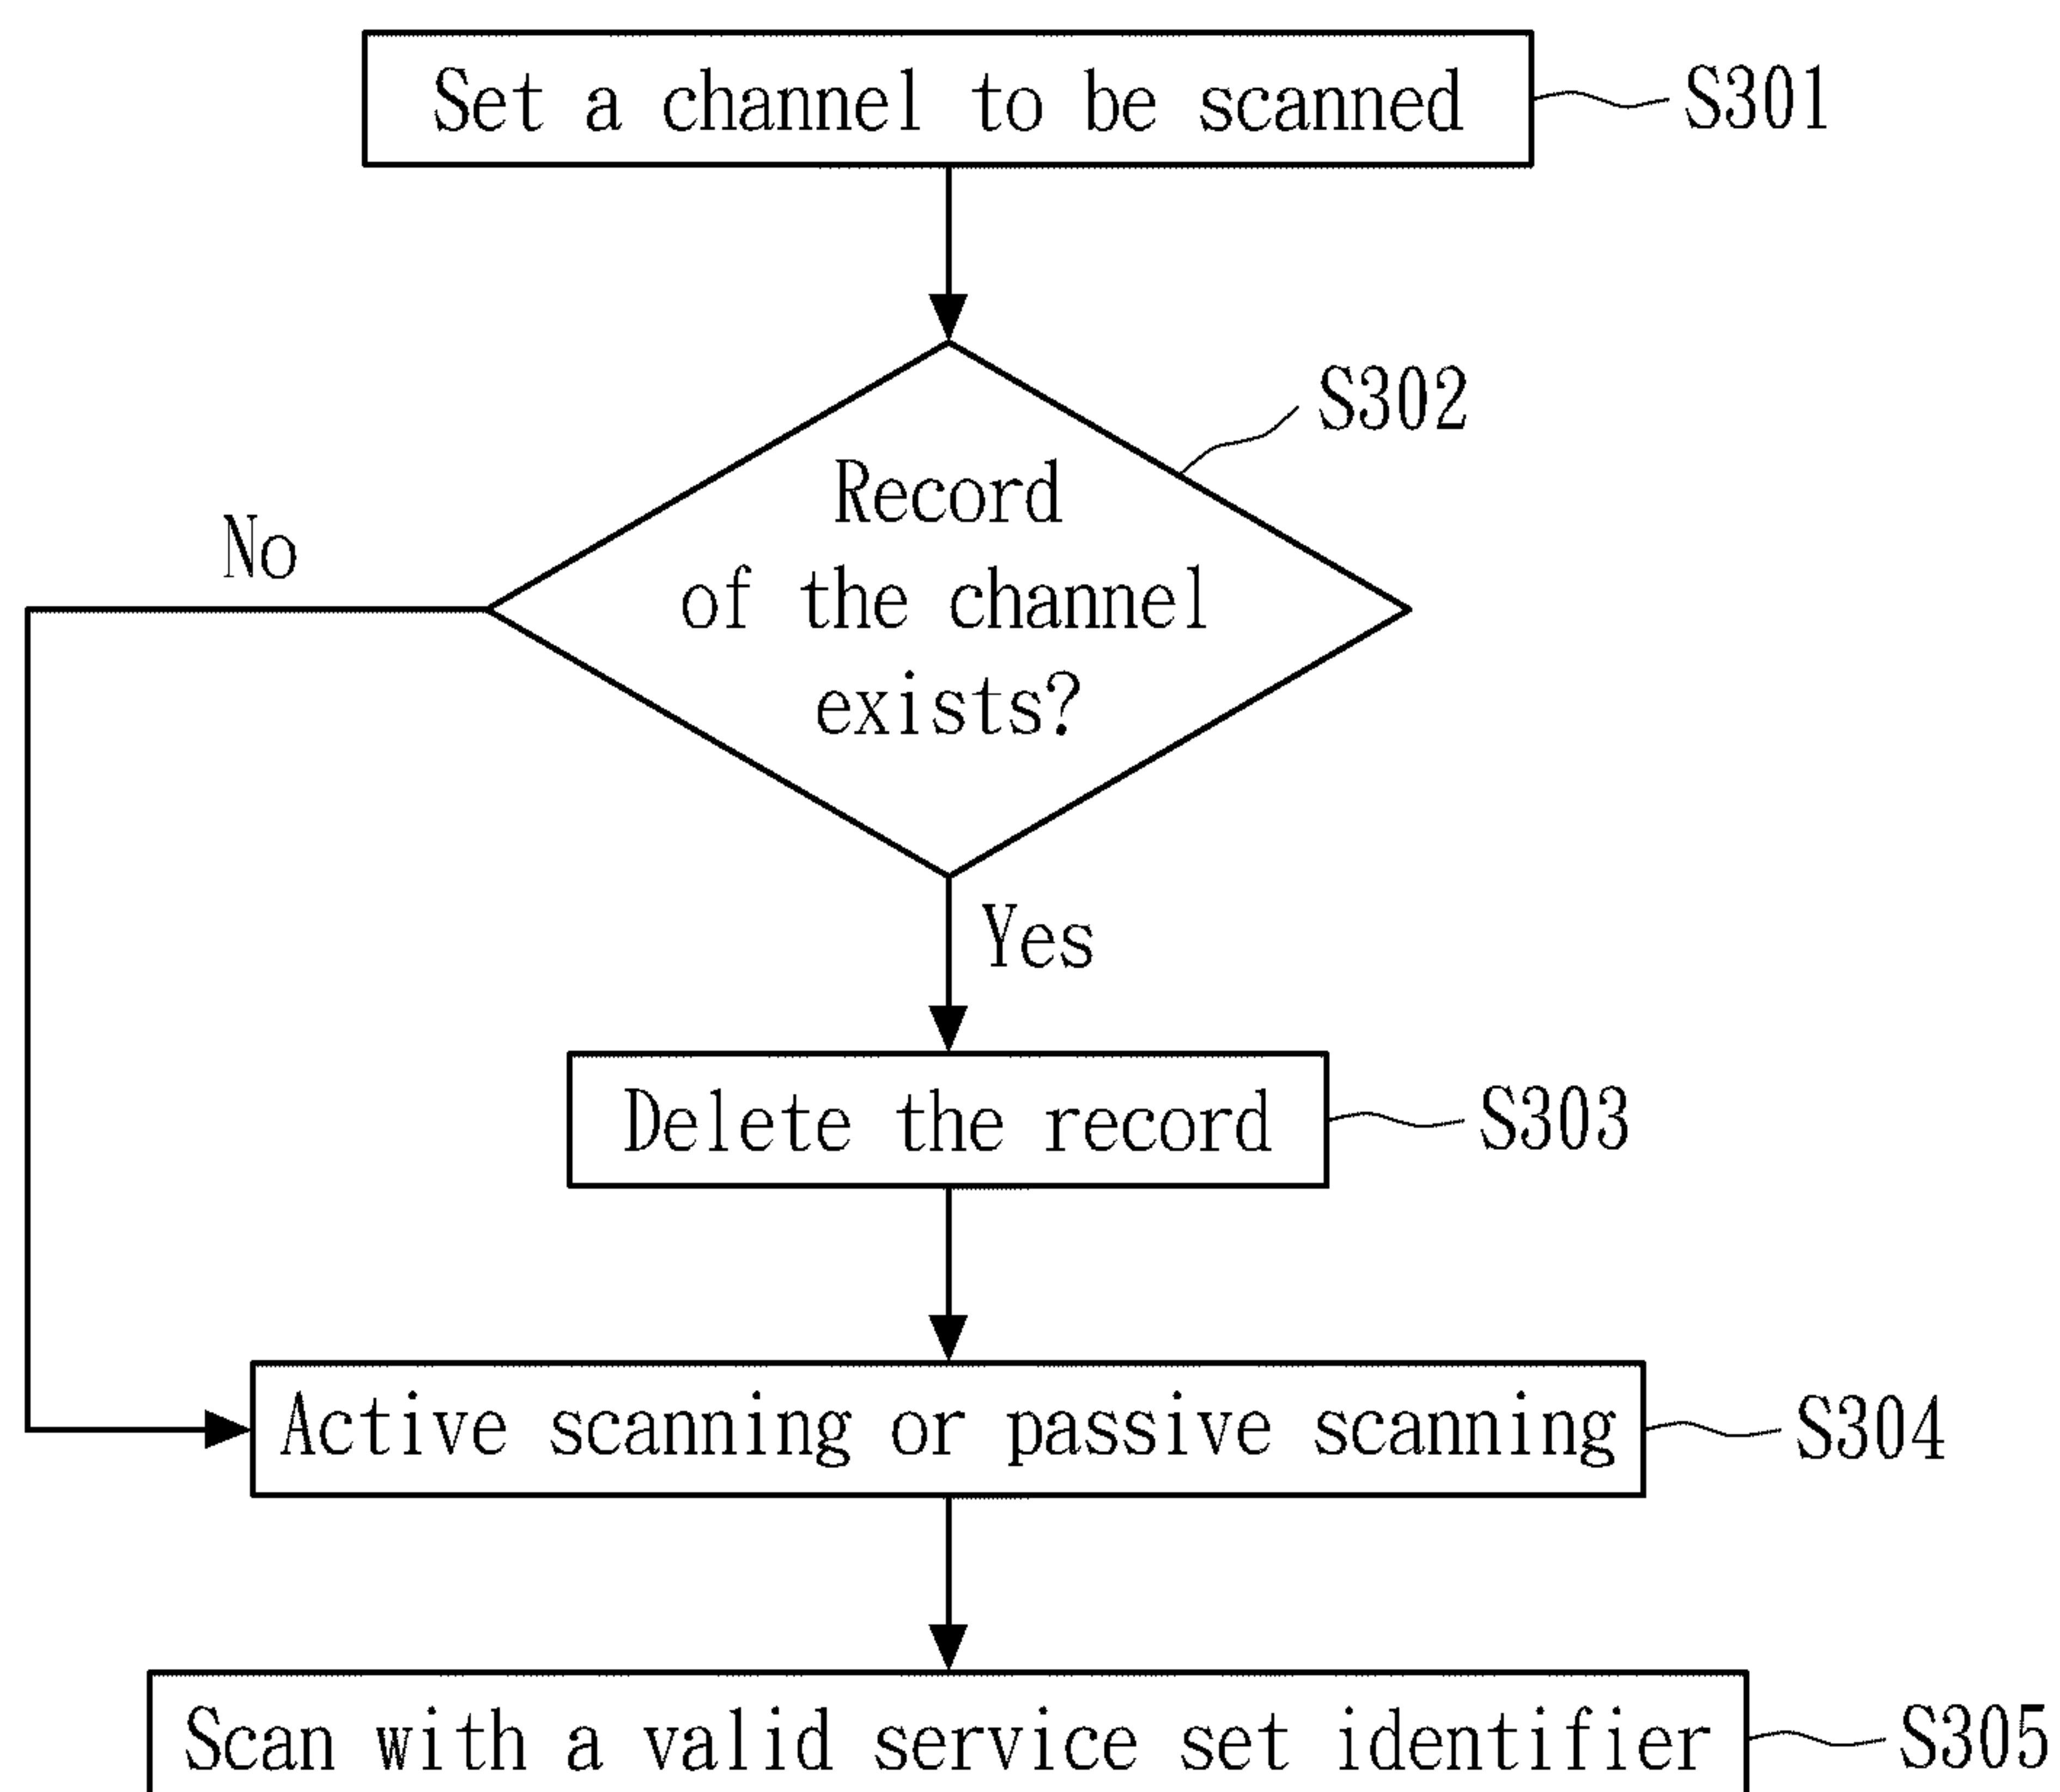 Set a channel to be scanned
S301
S302
Record
of the channel
exists?
No
Yes
Delete the record
S303
Active scanning or passive scanning
S304
Scan with a valid service set identifier
S305